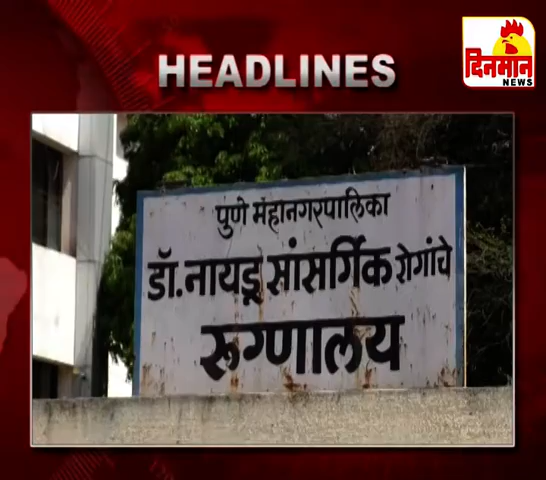 दिनमान
NEWS
HEADLINES
पुणे महानगरपालिका
डॉ. नायडू सांसर्गिक रोगांचे
रुग्णालय